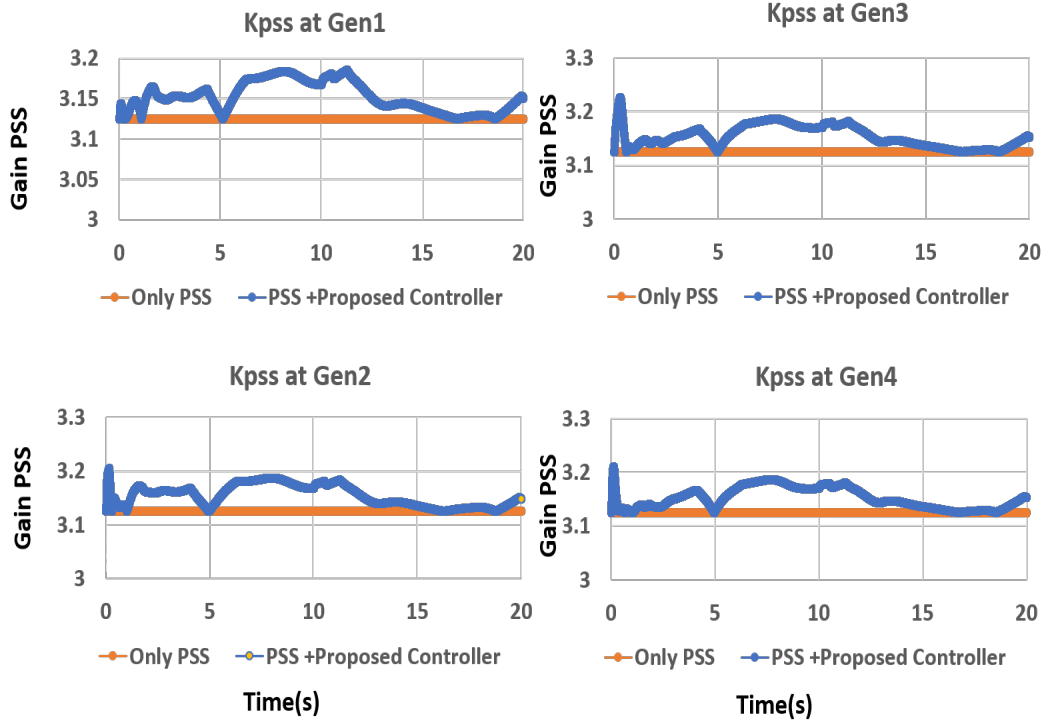 Kpss at Gen1
Gain PSS
3.2
3.15
3.1
3.05
3
0 5 10 15 20
Only PSS PSS +Proposed Controller
Kpss at Gen3
Gain PSS
3.3
3.2
3.1
3
0 5 10 15 20
Only PSS PSS +Proposed Controller
Kpss at Gen2
Gain PSS
3.3
3.2
3.1
3
0 5 10 15 20
Only PSS PSS +Proposed Controller
Time(s)
Kpss at Gen4
Gain PSS
3.3
3.2
3.1
3
0 5 10 15 20
Only PSS PSS +Proposed Controller
Time(s)